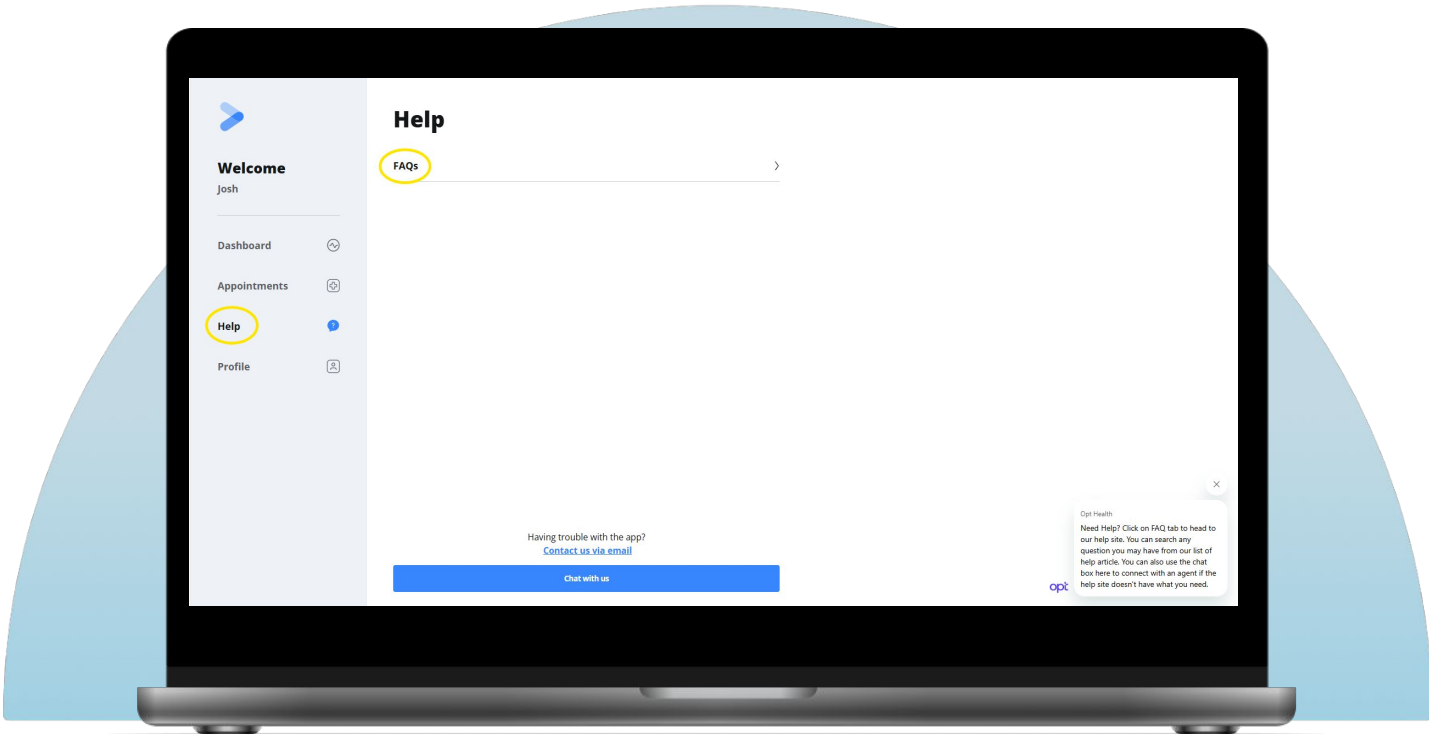 Welcome
Josh
Dashboard
Appointments
Help
Profile
Help
FAQs
Having trouble with the app?
Contact us via email
Chat with us
Opt Health
Need Help? Click on FAQ tab to head to
our help site. You can search any
question you may have from our list of
help article. You can also use the chat
box here to connect with an agent if the
help site doesn't have what you need.
opt